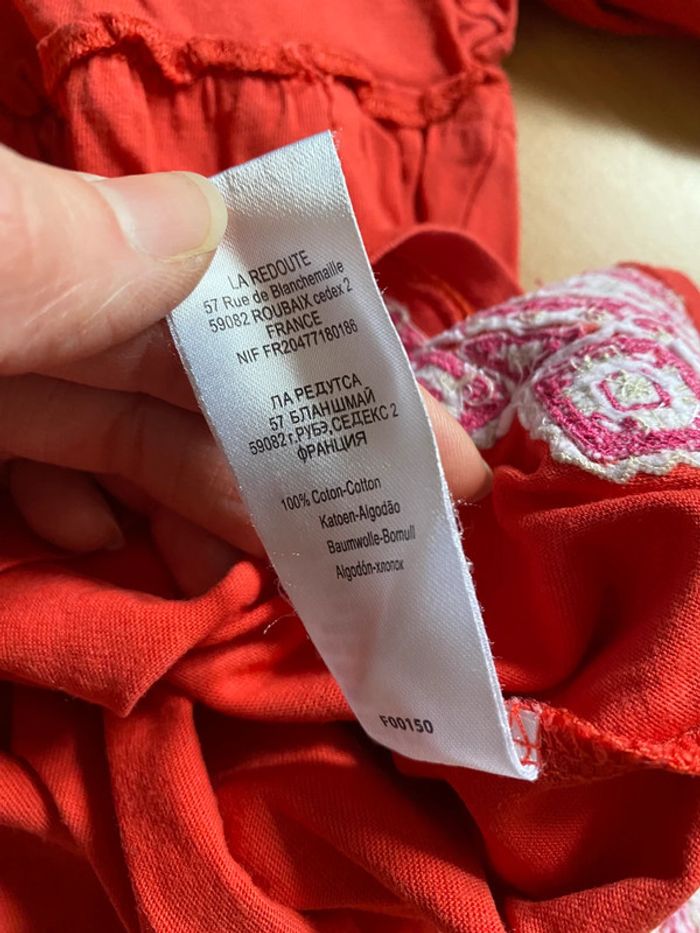 LA REDOUTE
57 Rue de Blanchemaille
59082 ROUBAIX cedex 2
FRANCE
NIF FR20477180186
ЛА РЕДУТСА
57 БЛАНШМАЙ
59082 г.РУБЭ,СЕДЕКС 2
ФРАНЦИЯ
100% Coton-Cotton
Katoen-Algodão
Baumwolle-Bomull
Algodón-хлопок
F00150